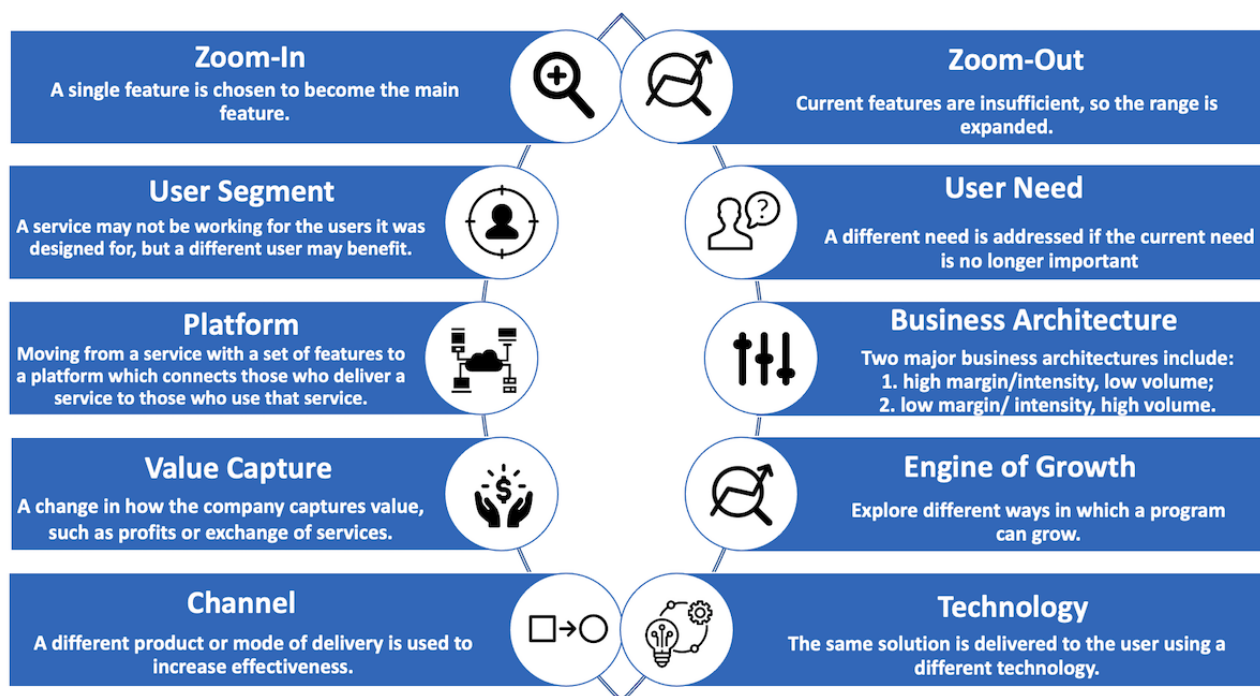 Zoom-In
A single feature is chosen to become the main
feature.
Zoom-Out
Current features are insufficient, so the range is
expanded.
User Segment
A service may not be working for the users it was
designed for, but a different user may benefit.
User Need
A different need is addressed if the current need
is no longer important
Platform
Moving from a service with a set of features to
a platform which connects those who deliver a
service to those who use that service.
Business Architecture
Two major business architectures include:
1. high margin/intensity, low volume;
2. low margin/ intensity, high volume.
Value Capture
A change in how the company captures value,
such as profits or exchange of services.
Engine of Growth
Explore different ways in which a program
can grow.
Channel
A different product or mode of delivery is used to
increase effectiveness.
Technology
The same solution is delivered to the user using a
different technology.